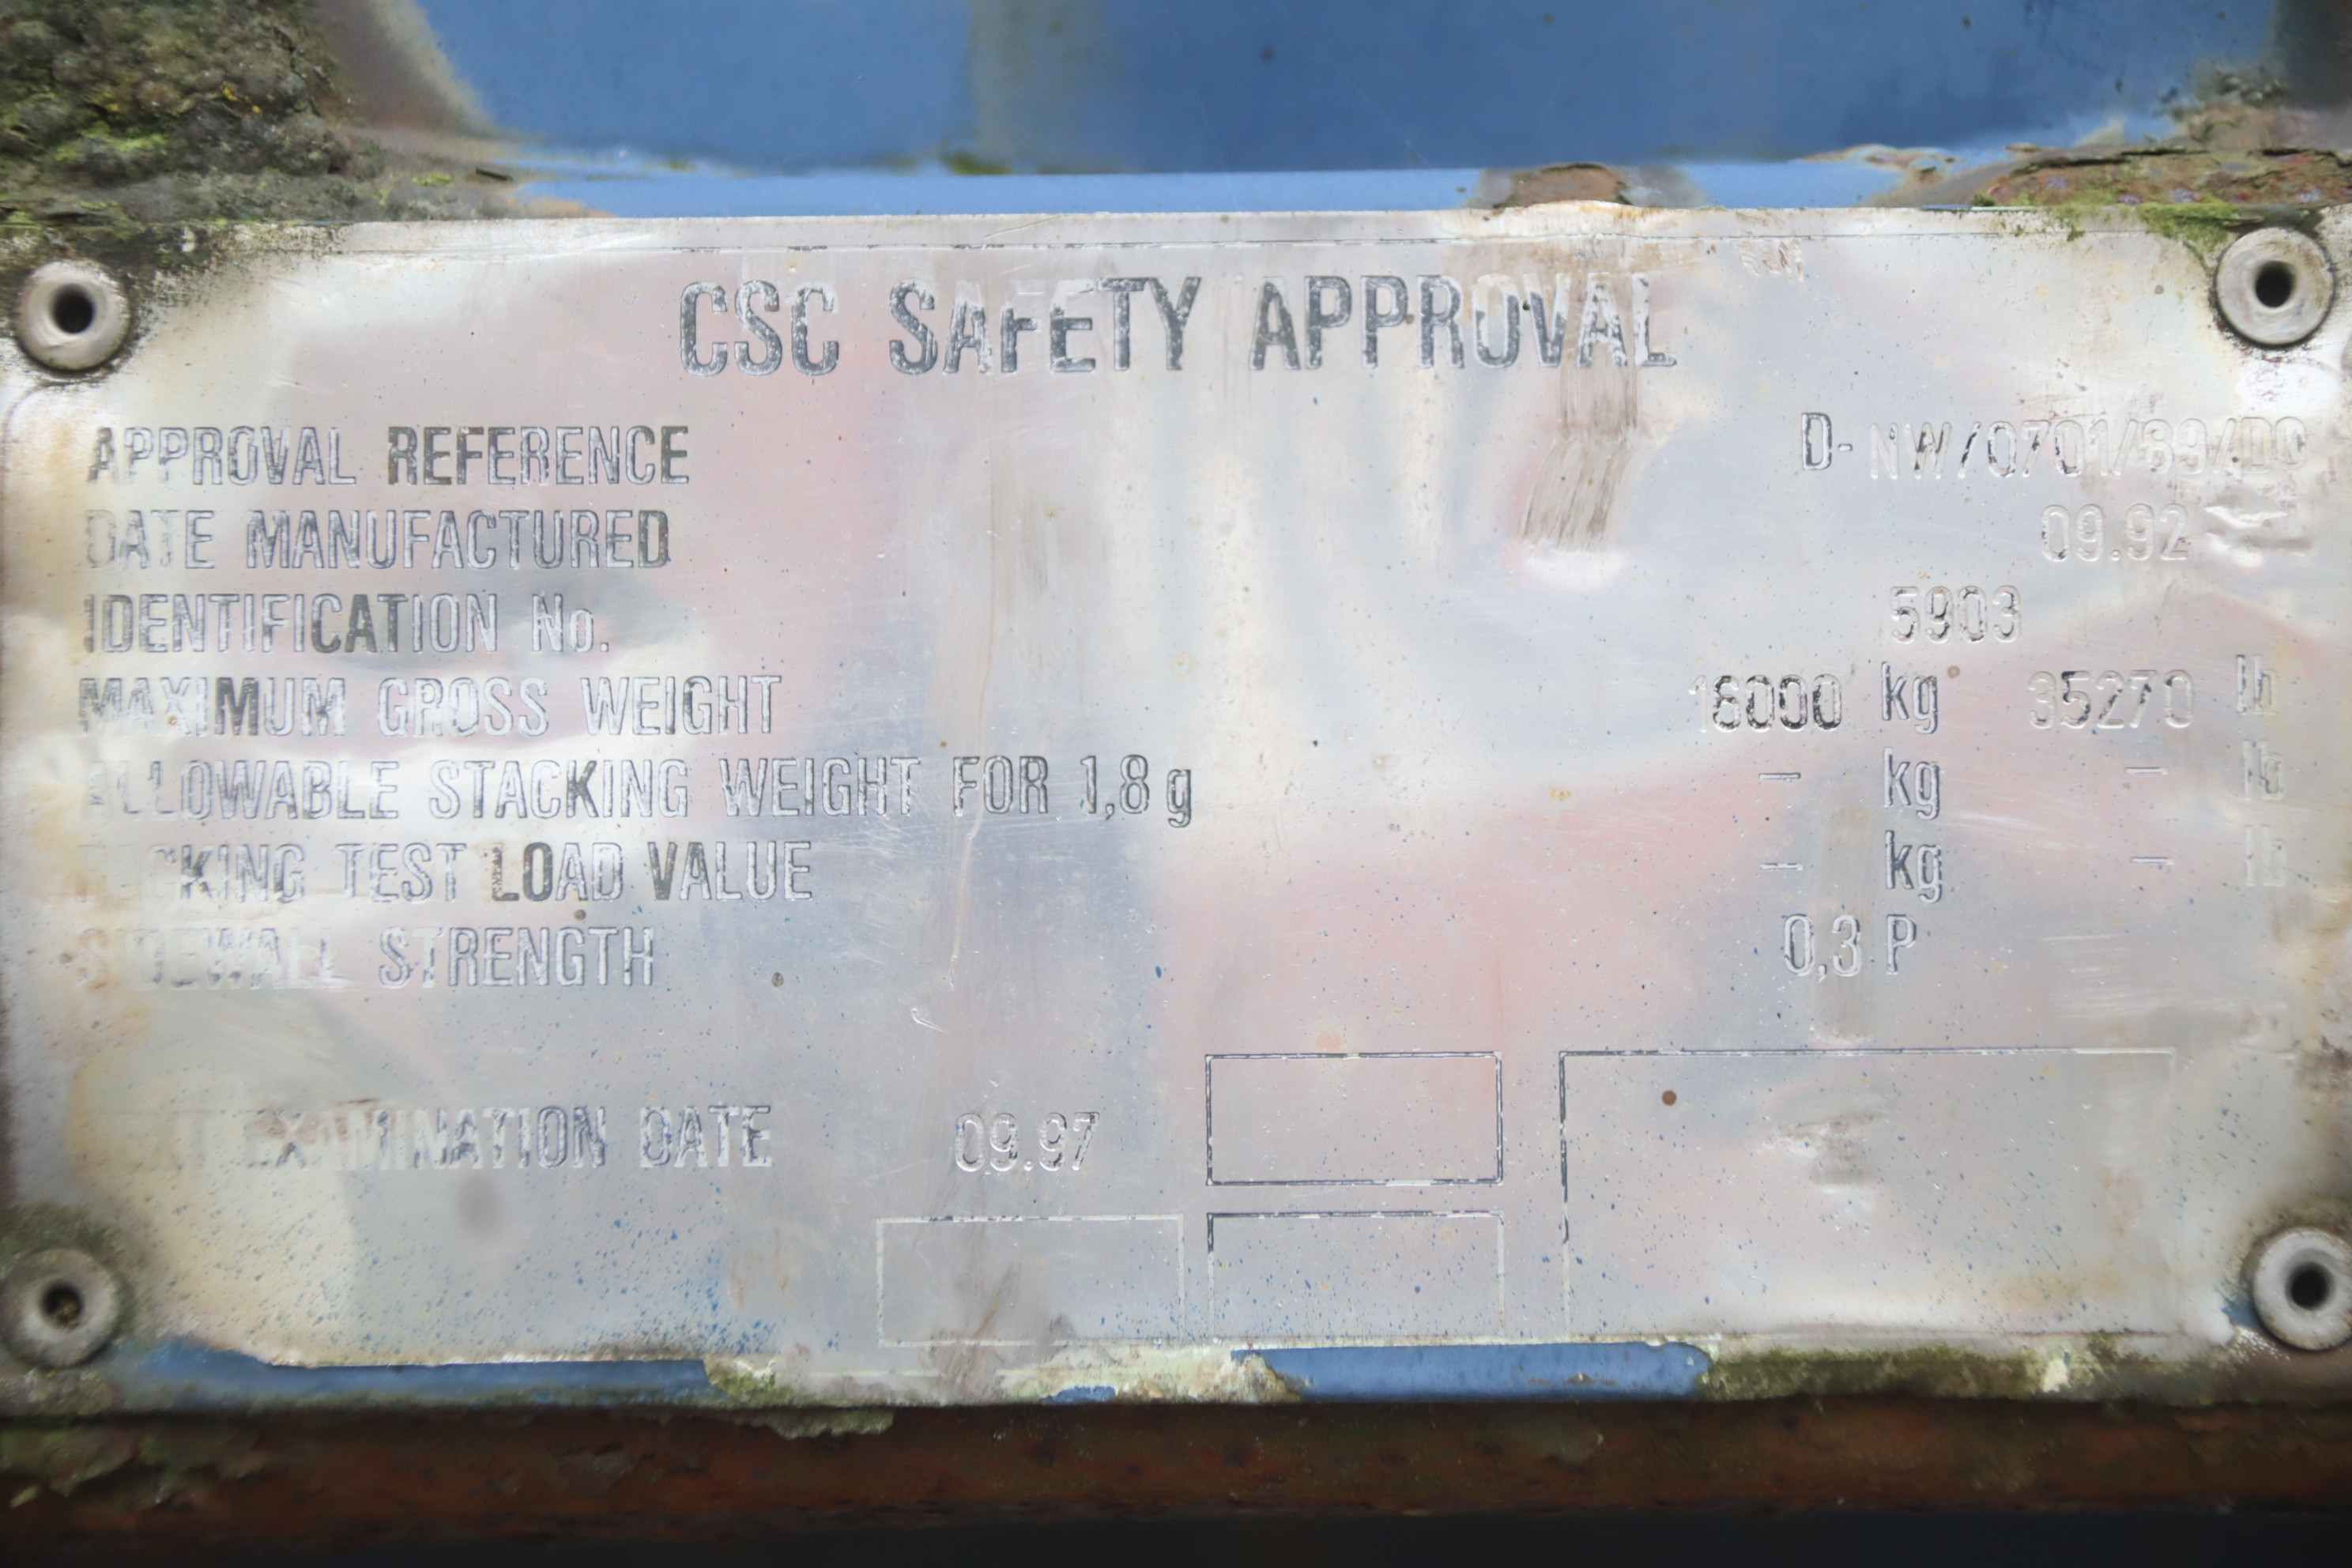 CSC SAFETY APPROVAL
APPROVAL REFERENCE D-NW/0701/89/DC
DATE MANUFACTURED 09.92
IDENTIFICATION No. 5903
MAXIMUM GROSS WEIGHT 16000 kg 35270 lb
ALLOWABLE STACKING WEIGHT FOR 1,8 g – kg – lb
TEST LOAD VALUE – kg – lb
SIDEWALL STRENGTH 0,3 P
EXAMINATION DATE 09.97